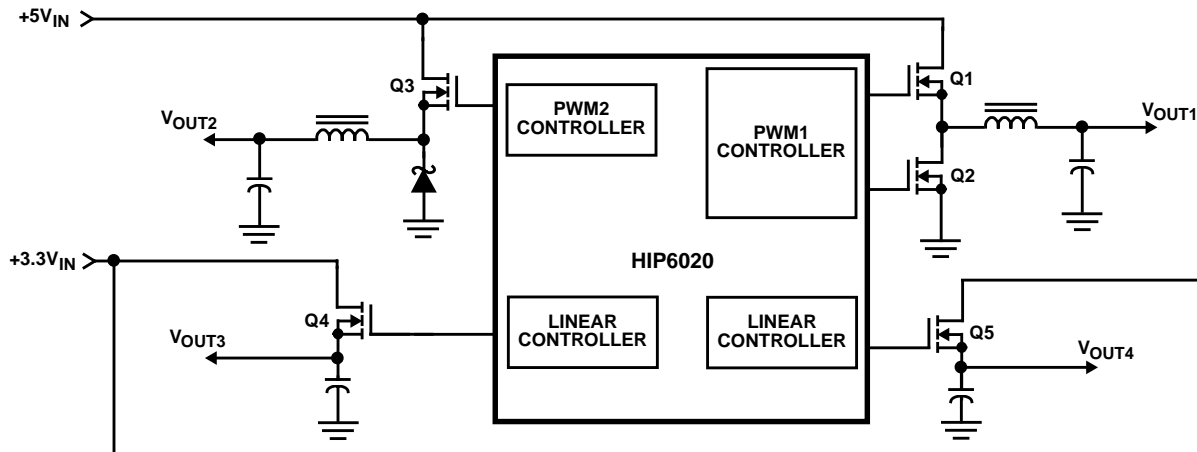 +5VIN
Q3
PWM2
CONTROLLER
PWM1
CONTROLLER
Q1
VOUT2
VOUT1
Q2
+3.3VIN
HIP6020
Q4
LINEAR
CONTROLLER
LINEAR
CONTROLLER
Q5
VOUT3
VOUT4